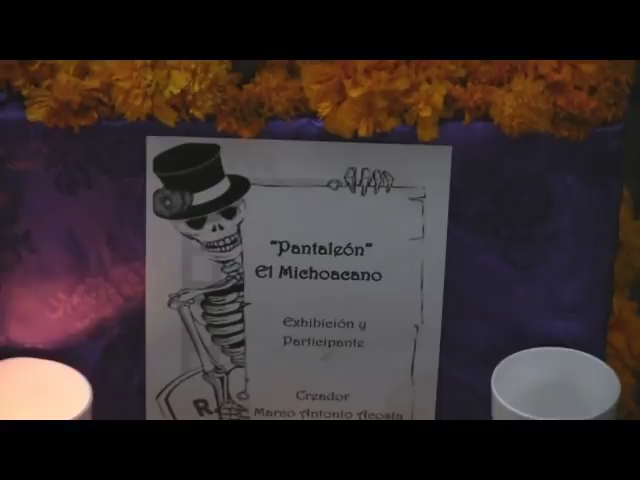 "Pantaleón"
El Michoacano
Exhibición y
Participante
Creador
Marco Antonio Acosta
R.